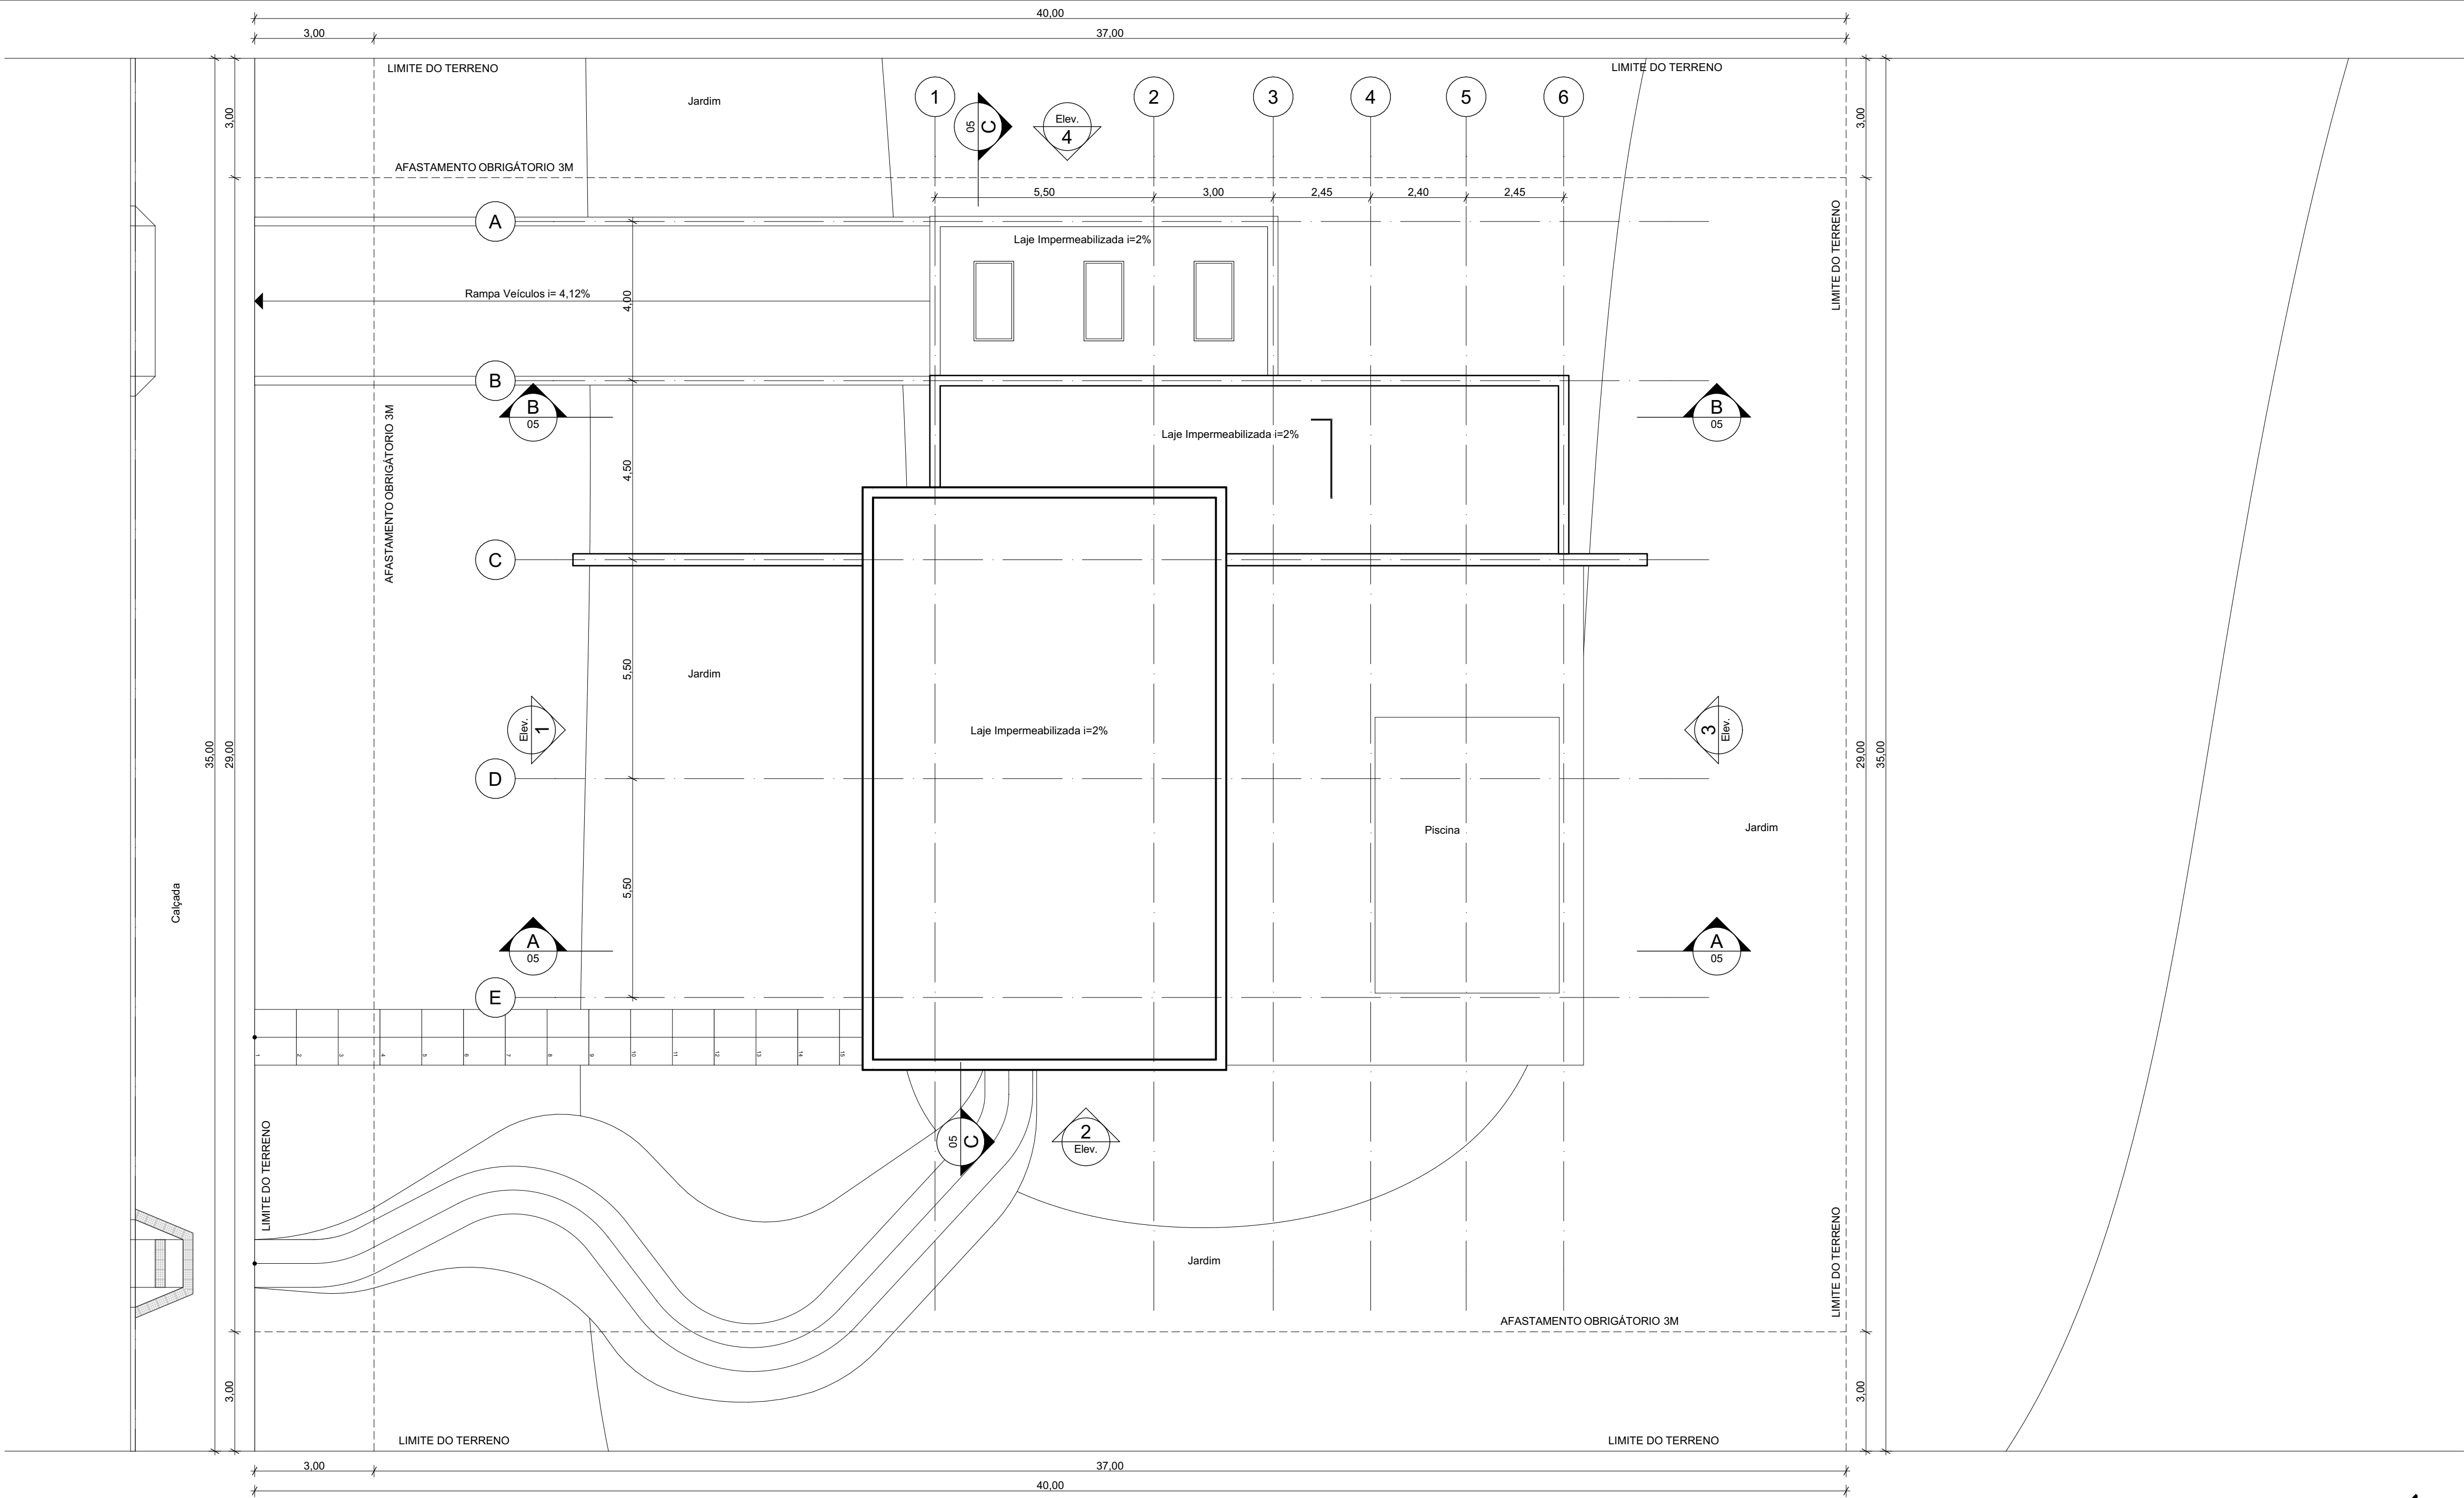 40,00
3,00
37,00
LIMITE DO TERRENO
LIMITE DO TERRENO
Jardim
1
2
3
4
5
6
05
C
Elev.
4
3,00
3,00
AFASTAMENTO OBRIGÁTORIO 3M
5,50
3,00
2,45
2,40
2,45
A
LIMITE DO TERRENO
Laje Impermeabilizada i=2%
Rampa Veículos i= 4,12%
4,00
B
B
05
AFASTAMENTO OBRIGÁTORIO 3M
Laje Impermeabilizada i=2%
B
05
4,50
C
Jardim
5,50
Elev.
1
Laje Impermeabilizada i=2%
3
Elev.
35,00
29,00
29,00
35,00
D
Piscina
Jardim
Calçada
5,50
A
05
A
05
E
1
2
3
4
5
6
7
8
9
10
11
12
13
14
15
LIMITE DO TERRENO
05
C
2
Elev.
Jardim
LIMITE DO TERRENO
AFASTAMENTO OBRIGÁTORIO 3M
3,00
3,00
LIMITE DO TERRENO
LIMITE DO TERRENO
3,00
37,00
40,00